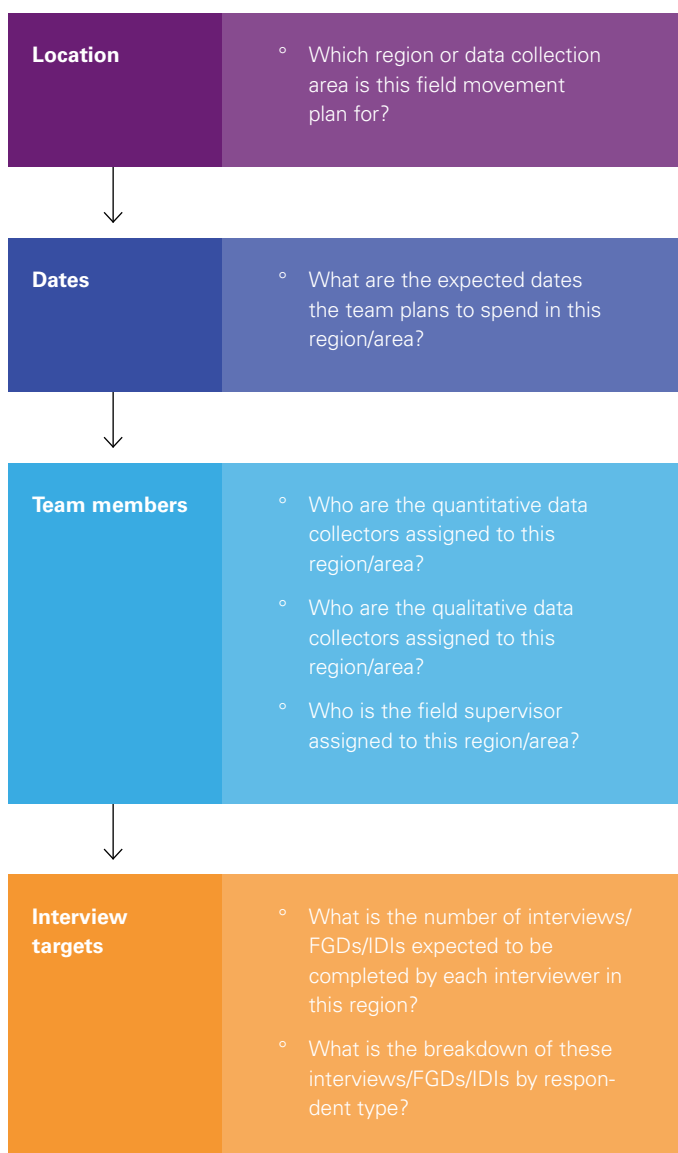 Location
° Which region or data collection
area is this field movement
plan for?
Dates
° What are the expected dates
the team plans to spend in this
region/area?
Team members
° Who are the quantitative data
collectors assigned to this
region/area?
° Who are the qualitative data
collectors assigned to this
region/area?
° Who is the field supervisor
assigned to this region/area?
Interview
targets
° What is the number of interviews/
FGDs/IDIs expected to be
completed by each interviewer in
this region?
° What is the breakdown of these
interviews/FGDs/IDIs by respon-
dent type?